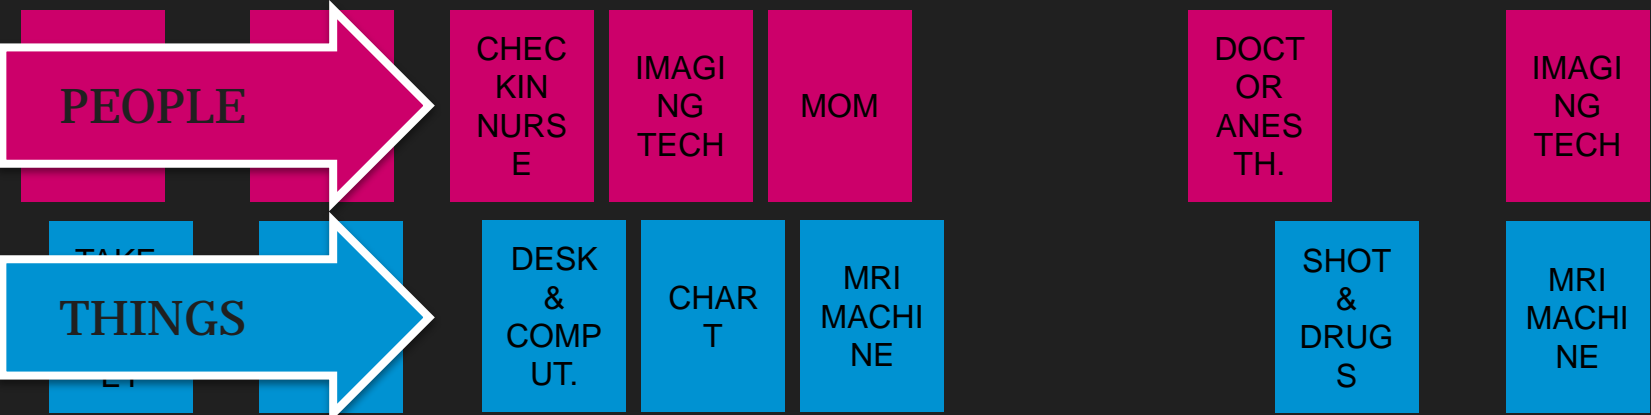 PEOPLE
CHEC
KIN
NURS
E
IMAGI
NG
TECH
MOM
DOCT
OR
ANES
TH.
IMAGI
NG
TECH
THINGS
DESK
&
COMP
UT.
CHAR
T
MRI
MACHI
NE
SHOT
&
DRUG
S
MRI
MACHI
NE